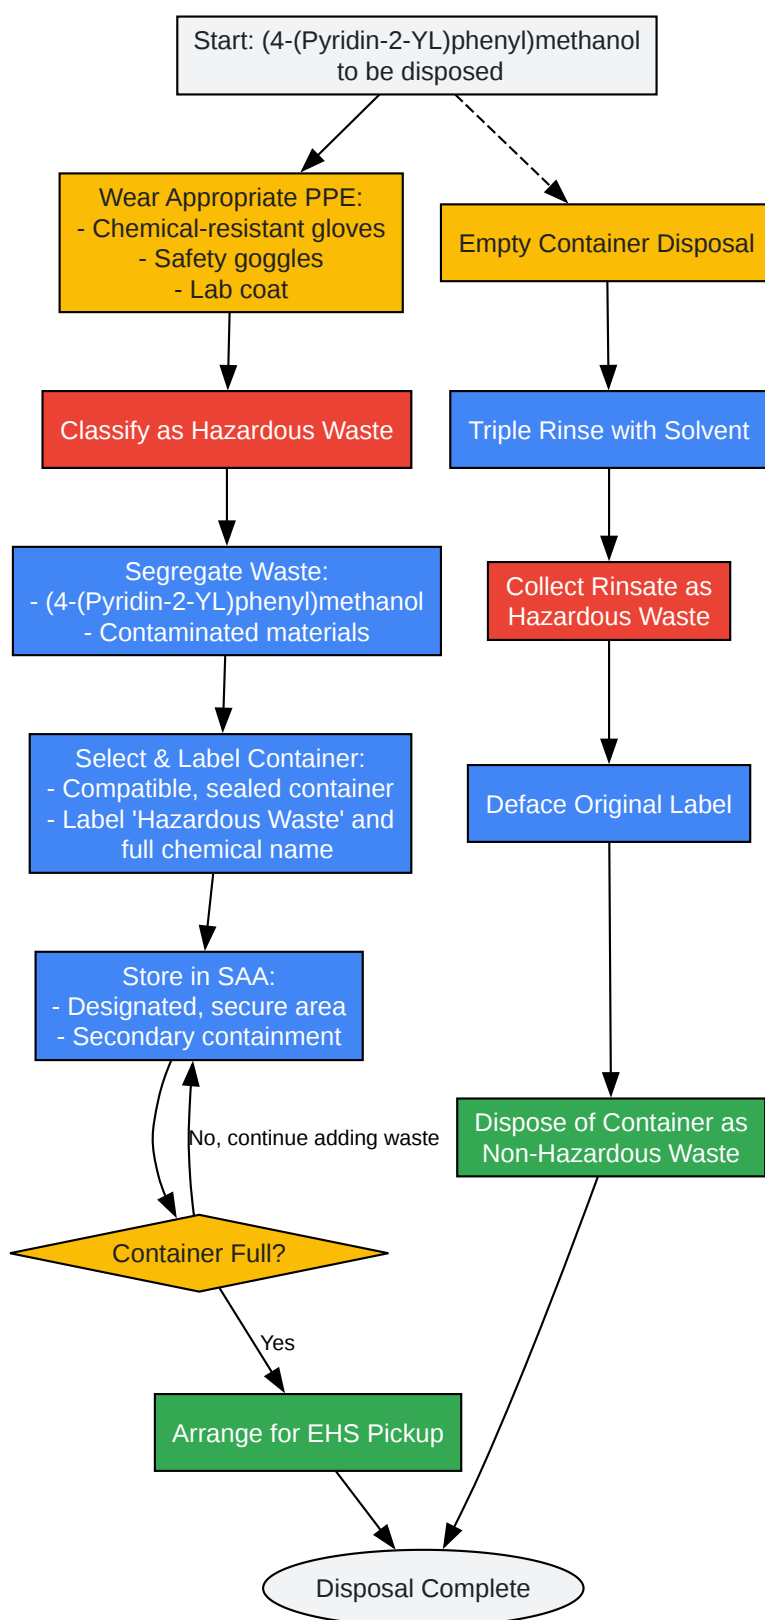 Start: (4-(Pyridin-2-YL)phenyl)methanol
to be disposed
Wear Appropriate PPE:
- Chemical-resistant gloves
- Safety goggles
- Lab coat
Empty Container Disposal
Classify as Hazardous Waste
Triple Rinse with Solvent
Segregate Waste:
- (4-(Pyridin-2-YL)phenyl)methanol
- Contaminated materials
Collect Rinsate as
Hazardous Waste
Select & Label Container:
- Compatible, sealed container
- Label 'Hazardous Waste' and
full chemical name
Deface Original Label
Store in SAA:
- Designated, secure area
- Secondary containment
No, continue adding waste
Dispose of Container as
Non-Hazardous Waste
Container Full?
Yes
Arrange for EHS Pickup
Disposal Complete